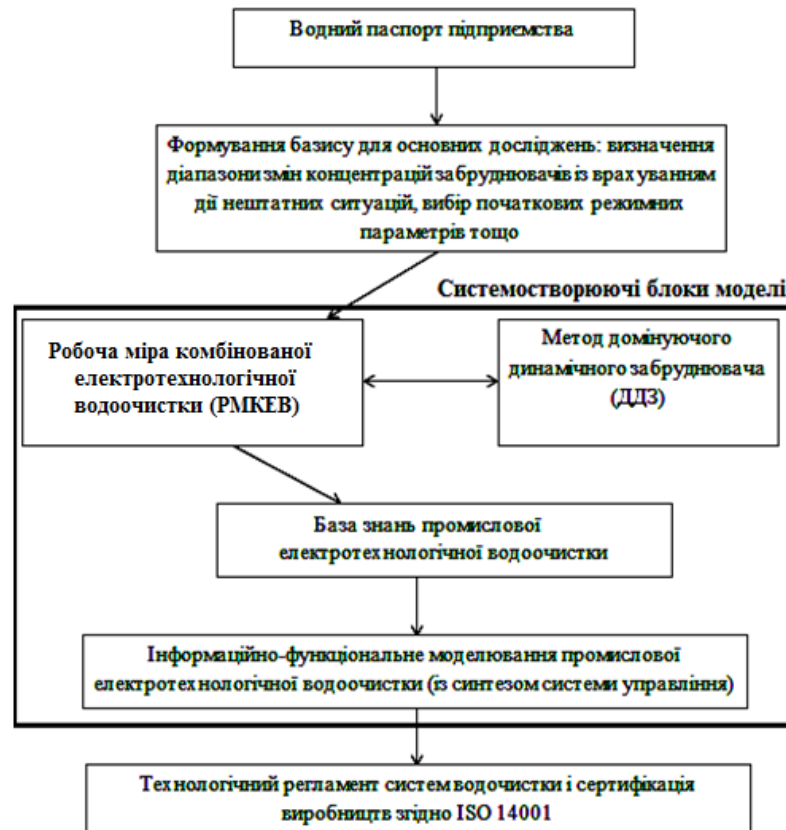 Водний паспорт підприємства
Формування базису для основних досліджень: визначення
діапазони змін концентрацій забруднювачів із врахуванням
дії нештатних ситуацій, вибір початкових режимних
параметрів тощо
Системостворюючі блоки моделі
Робоча міра комбінованої
електротехнологічної
водоочистки (РМКЕВ)
Метод домінуючого
динамічного забруднювача
(ДДЗ)
База знань промислової
електротехнологічної водоочистки
Інформаційно-функціональне моделювання промислової
електротехнологічної водоочистки (із синтезом системи управління)
Технологічний регламент систем водочистки і сертифікація
виробництв згідно ISO 14001